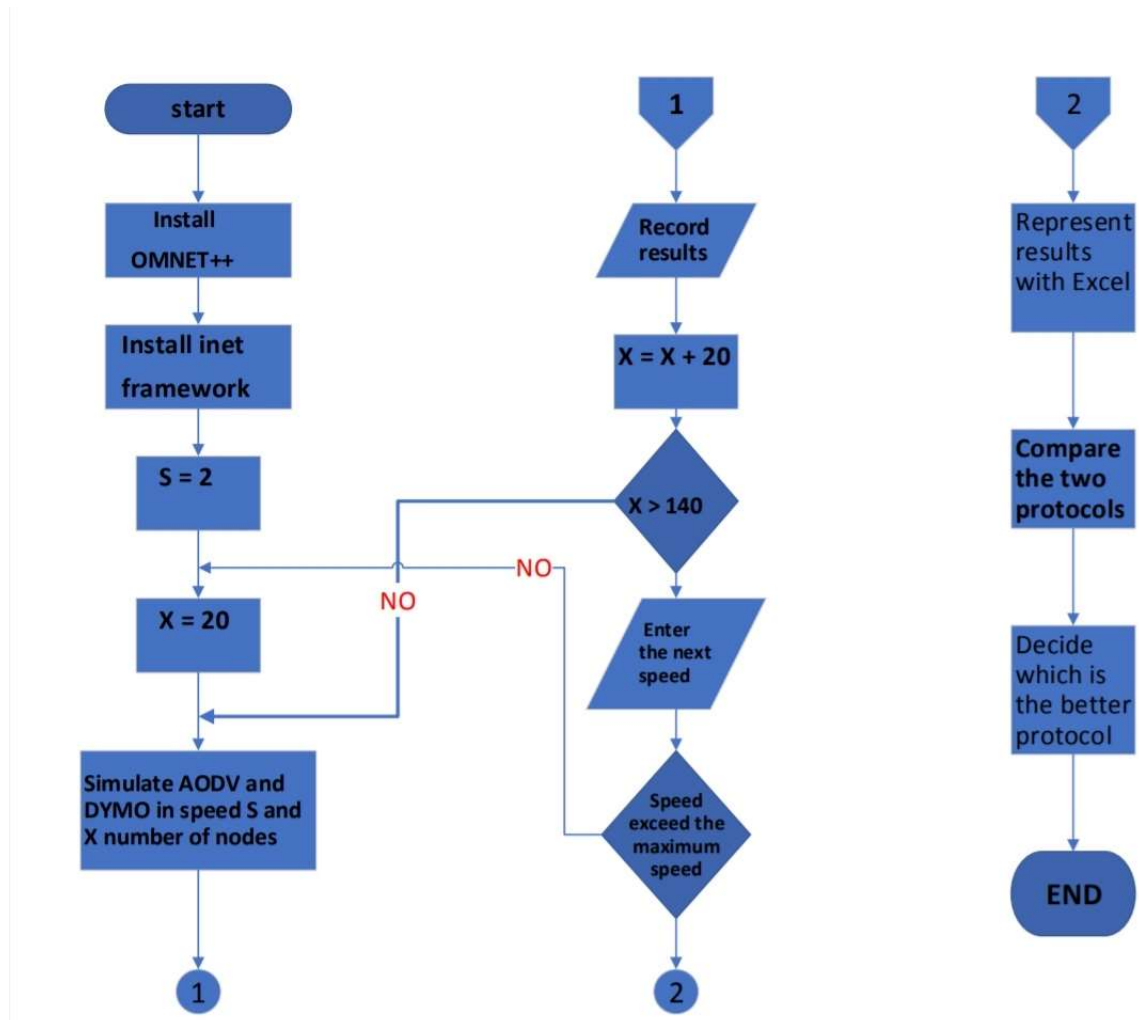 start
Install
OMNET++
Install inet
framework
S = 2
X = 20
Simulate AODV and
DYMO in speed S and
X number of nodes
1
1
Record
results
X = X + 20
X > 140
NO
NO
Enter
the next
speed
Speed
exceed the
maximum
speed
2
2
Represent
results
with Excel
Compare
the two
protocols
Decide
which is
the better
protocol
END